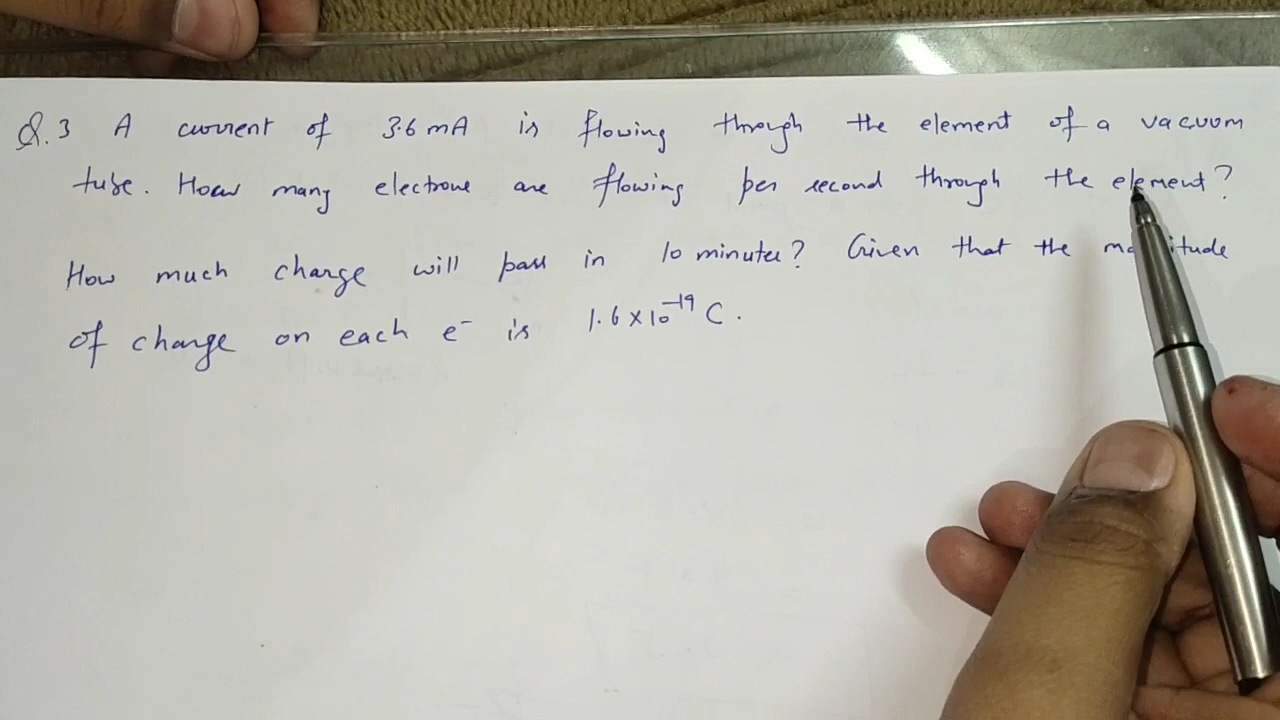 Q.3 A current of 3.6 mA is flowing through the element of a vacuum
tube. How many electrons are flowing per second through the element?
How much charge will pass in 10 minutes? Given that the
of charge on each e⁻ is 1.6×10⁻¹⁹ C.